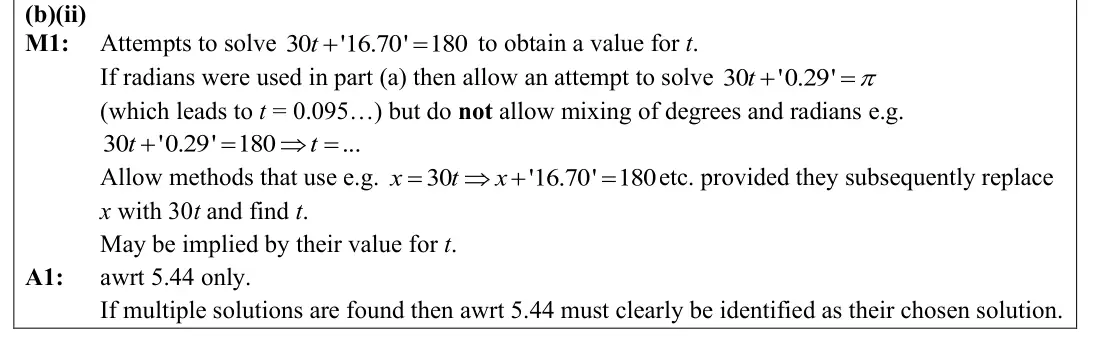 (b)(ii)
M1: Attempts to solve 30t + '16.70' = 180 to obtain a value for t.
If radians were used in part (a) then allow an attempt to solve 30t + '0.29' = π
(which leads to t = 0.095…) but do not allow mixing of degrees and radians e.g.
30t + '0.29' = 180 ⇒ t = ...
Allow methods that use e.g. x = 30t ⇒ x + '16.70' = 180 etc. provided they subsequently replace
x with 30t and find t.
May be implied by their value for t.
A1: awrt 5.44 only.
If multiple solutions are found then awrt 5.44 must clearly be identified as their chosen solution.